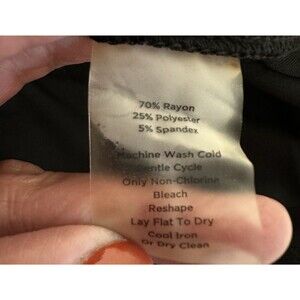 70% Rayon
25% Polyester
5% Spandex
Machine Wash Cold
Gentle Cycle
Only Non-Chlorine
Bleach
Reshape
Lay Flat To Dry
Cool Iron
Or Dry Clean